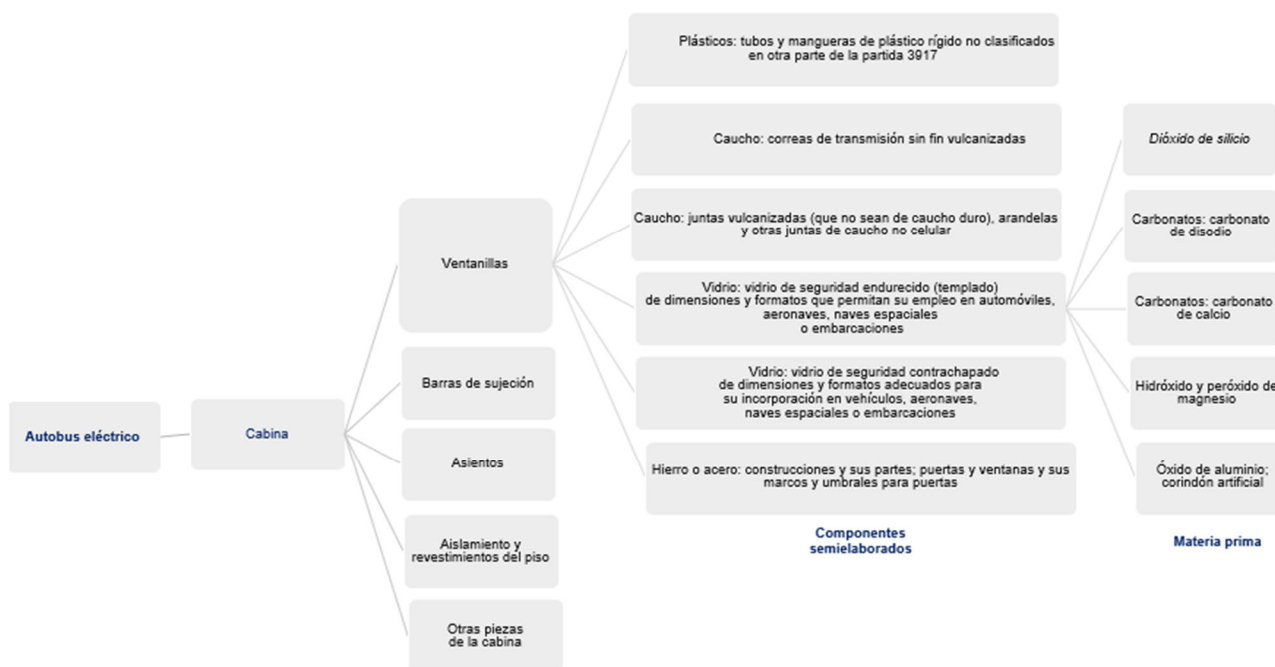 Autobus eléctrico
Cabina
Ventanillas
Barras de sujeción
Asientos
Aislamiento y
revestimientos del piso
Otras piezas
de la cabina
Plásticos: tubos y mangueras de plástico rígido no clasificados
en otra parte de la partida 3917
Caucho: correas de transmisión sin fin vulcanizadas
Caucho: juntas vulcanizadas (que no sean de caucho duro), arandelas
y otras juntas de caucho no celular
Vidrio: vidrio de seguridad endurecido (templado)
de dimensiones y formatos que permitan su empleo en automóviles,
aeronaves, naves espaciales
o embarcaciones
Vidrio: vidrio de seguridad contrachapado
de dimensiones y formatos adecuados para
su incorporación en vehículos, aeronaves,
naves espaciales o embarcaciones
Hierro o acero: construcciones y sus partes; puertas y ventanas y sus
marcos y umbrales para puertas
Componentes
semielaborados
Dióxido de silicio
Carbonatos: carbonato
de disodio
Carbonatos: carbonato
de calcio
Hidróxido y peróxido de
magnesio
Óxido de aluminio;
corindón artificial
Materia prima